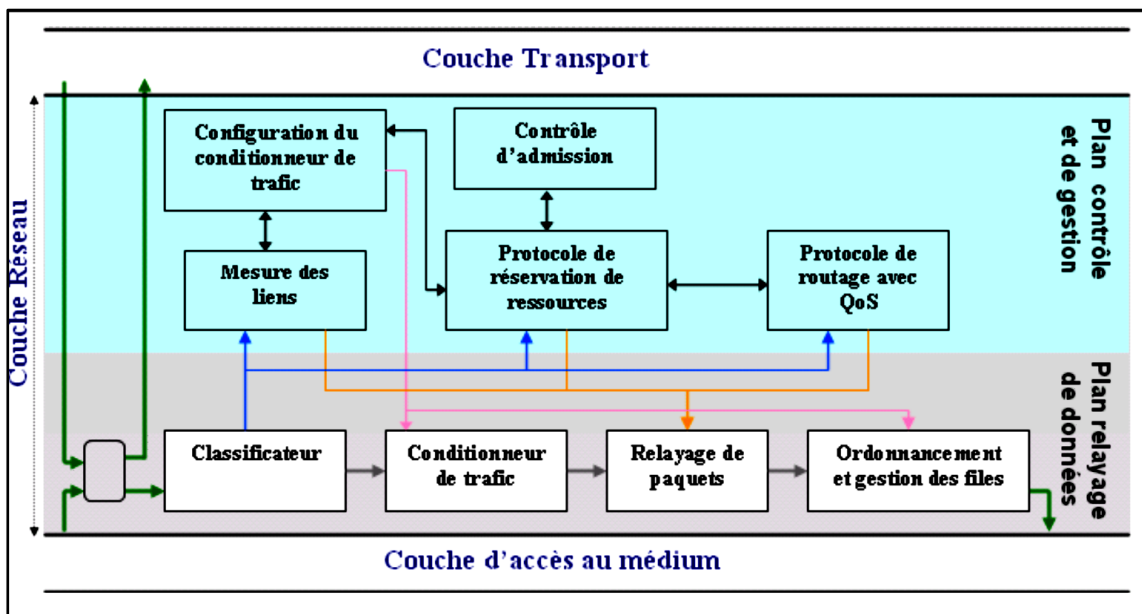 Couche Transport
Couche Réseau
Configuration du
conditionneur de
trafic
Contrôle
d'admission
Plan contrôle
et de gestion
Mesure des
liens
Protocole de
réservation de
ressources
Protocole de
routage avec
QoS
Plan relayage
de données
Classificateur
Conditionneur
de trafic
Relayage de
paquets
Ordonnancement
et gestion des files
Couche d'accès au médium